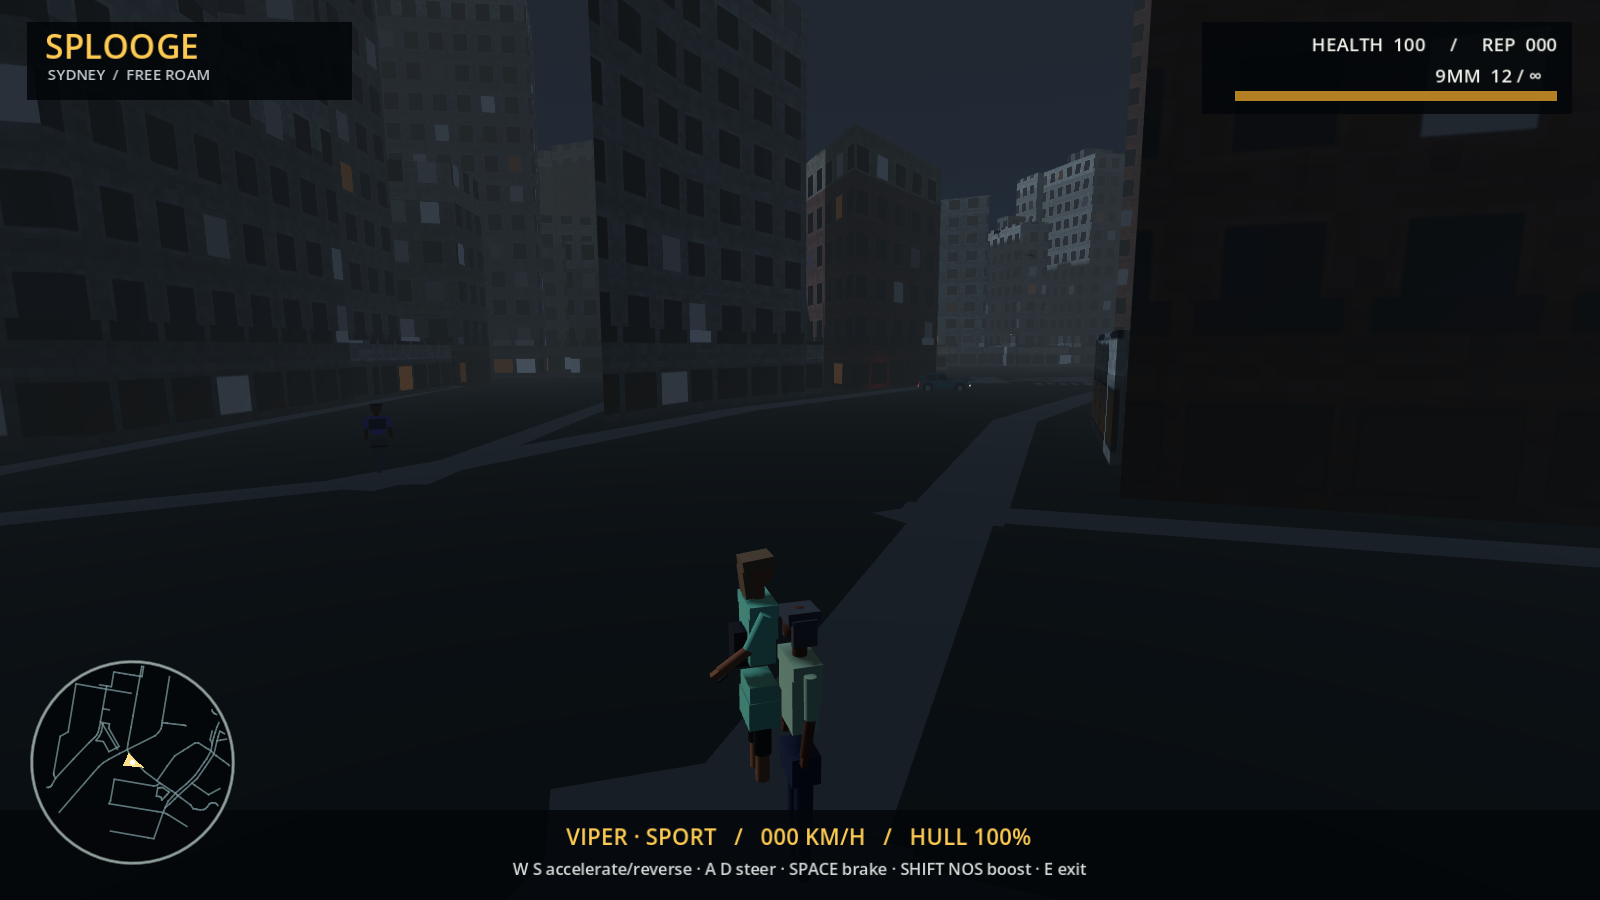 SPLOOGE
SYDNEY / FREE ROAM
HEALTH 100 / REP 000
9MM 12 / ∞
VIPER · SPORT / 000 KM/H / HULL 100%
W S accelerate/reverse · A D steer · SPACE brake · SHIFT NOS boost · E exit